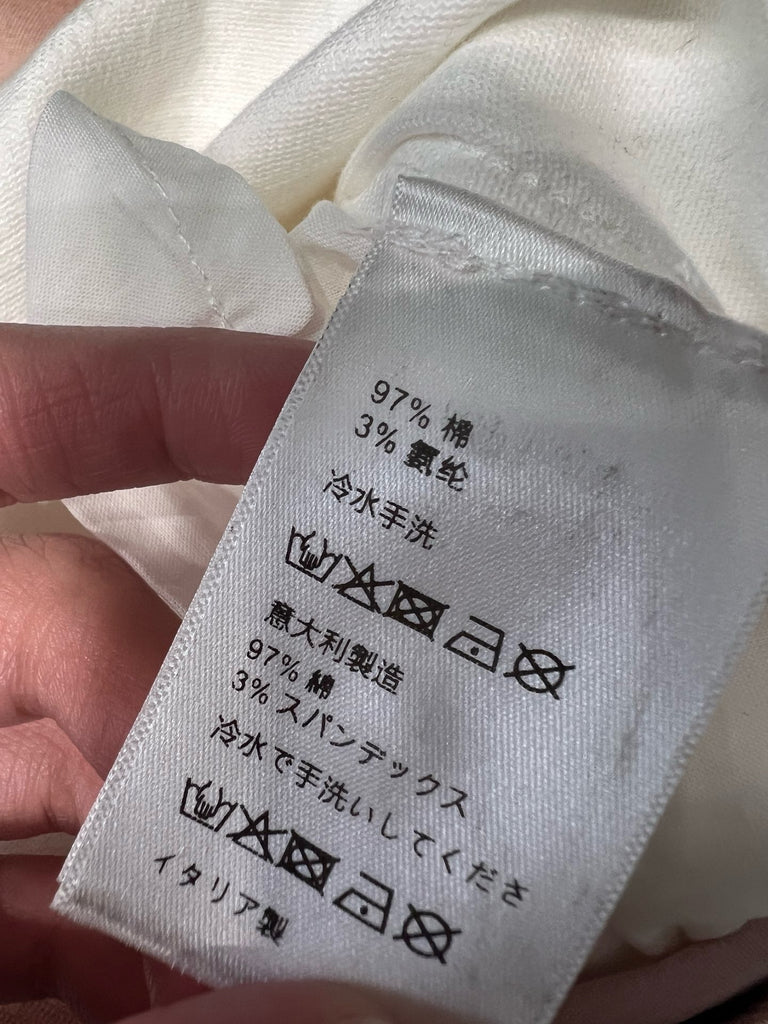 97% 棉
3% 氨纶
冷水手洗
意大利製造
97% 綿
3% スパンデックス
冷水で手洗いしてくださ
イタリア製